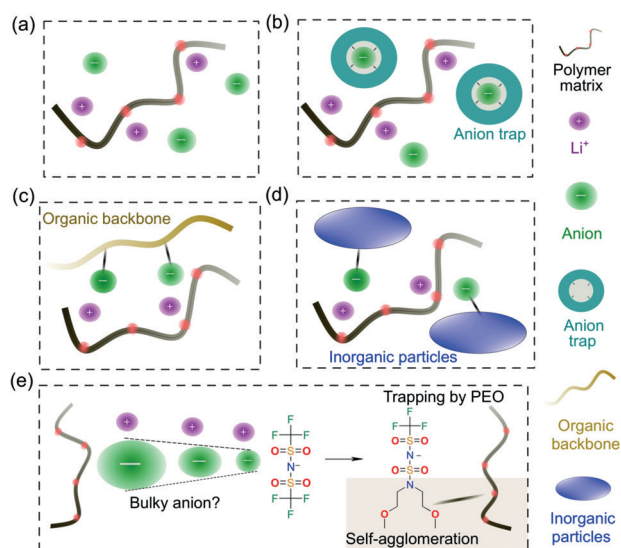 (a)
(b)
Anion trap
Polymer
matrix
Li⁺
Anion
Anion
trap
Organic
backbone
Inorganic
particles
(c)
Organic backbone
(d)
Inorganic particles
(e)
Bulky anion?
F
F F
O S O
N⁻
O S O
F F
F
Trapping by PEO
F
F F
O S O
N⁻
O S O
N
O O
Self-agglomeration